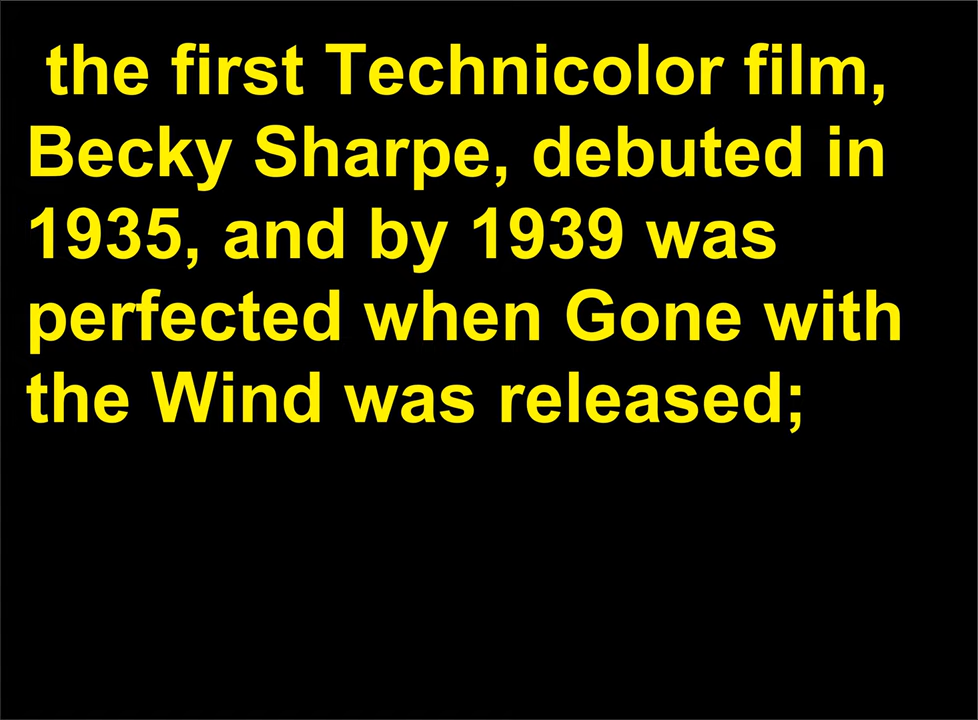 the first Technicolor film,
Becky Sharpe, debuted in
1935, and by 1939 was
perfected when Gone with
the Wind was released;